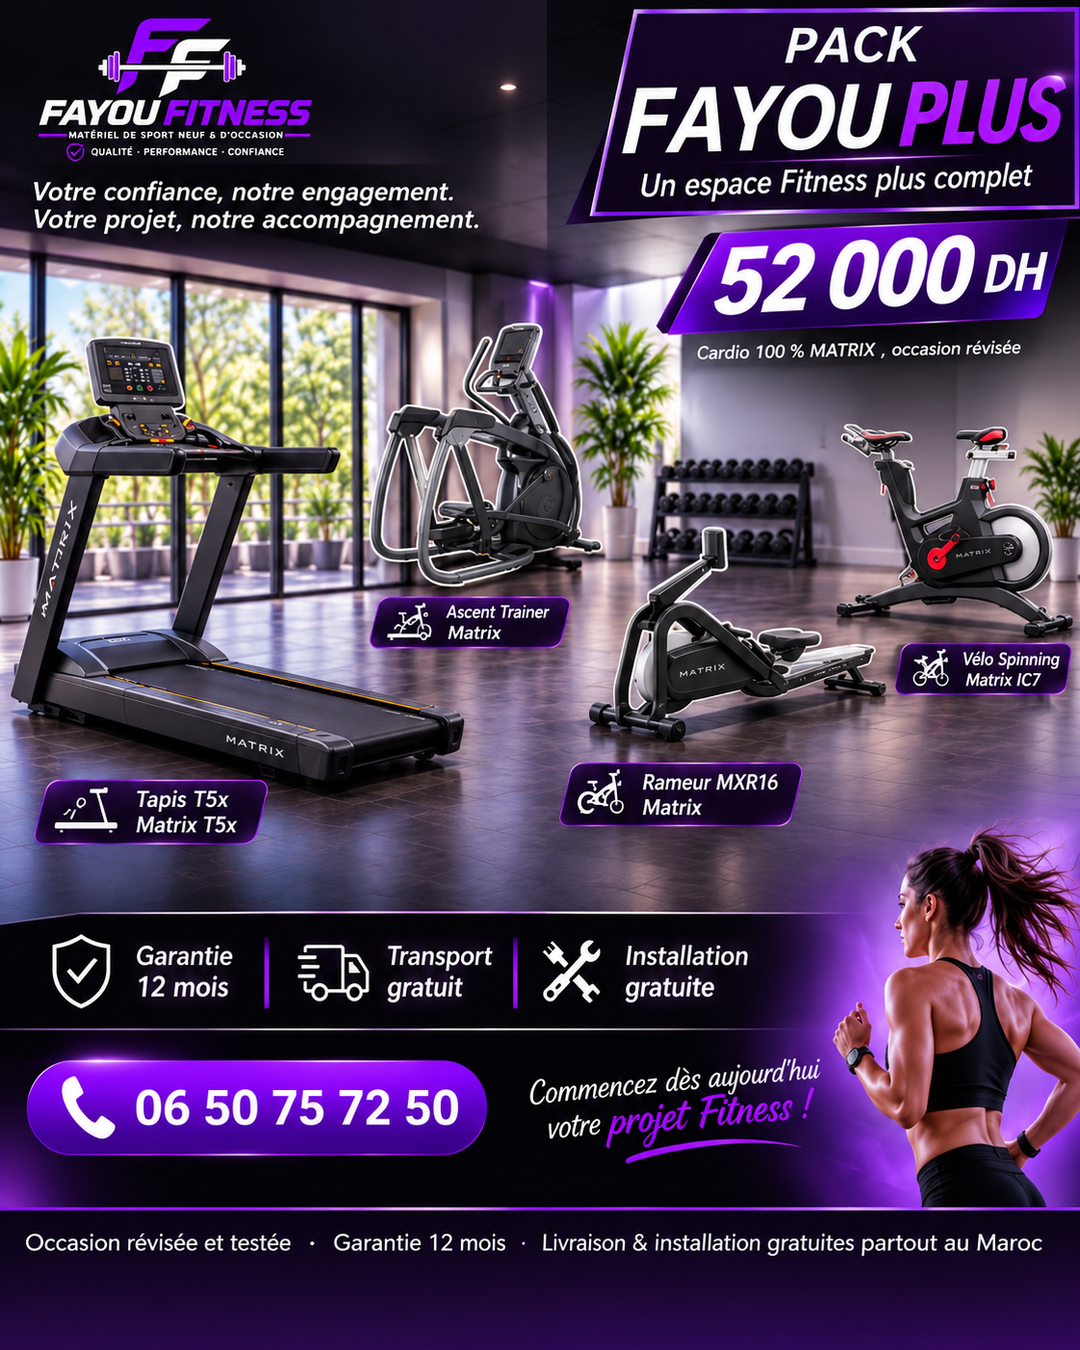 FAYOU FITNESS
MATÉRIEL DE SPORT NEUF & D'OCCASION
QUALITÉ · PERFORMANCE · CONFIANCE
Votre confiance, notre engagement.
Votre projet, notre accompagnement.
PACK
FAYOU PLUS
Un espace Fitness plus complet
52 000 DH
Cardio 100 % MATRIX , occasion révisée
MATRIX
MATRIX
MATRIX
MATRIX
Ascent Trainer
Matrix
Vélo Spinning
Matrix IC7
Rameur MXR16
Matrix
Tapis T5x
Matrix T5x
Garantie
12 mois
Transport
gratuit
Installation
gratuite
06 50 75 72 50
Commencez dès aujourd'hui
votre projet Fitness !
Occasion révisée et testée · Garantie 12 mois · Livraison & installation gratuites partout au Maroc